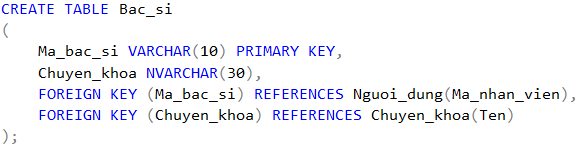 CREATE TABLE Bac_si
(
    Ma_bac_si VARCHAR(10) PRIMARY KEY,
    Chuyen_khoa NVARCHAR(30),
    FOREIGN KEY (Ma_bac_si) REFERENCES Nguoi_dung(Ma_nhan_vien),
    FOREIGN KEY (Chuyen_khoa) REFERENCES Chuyen_khoa(Ten)
);